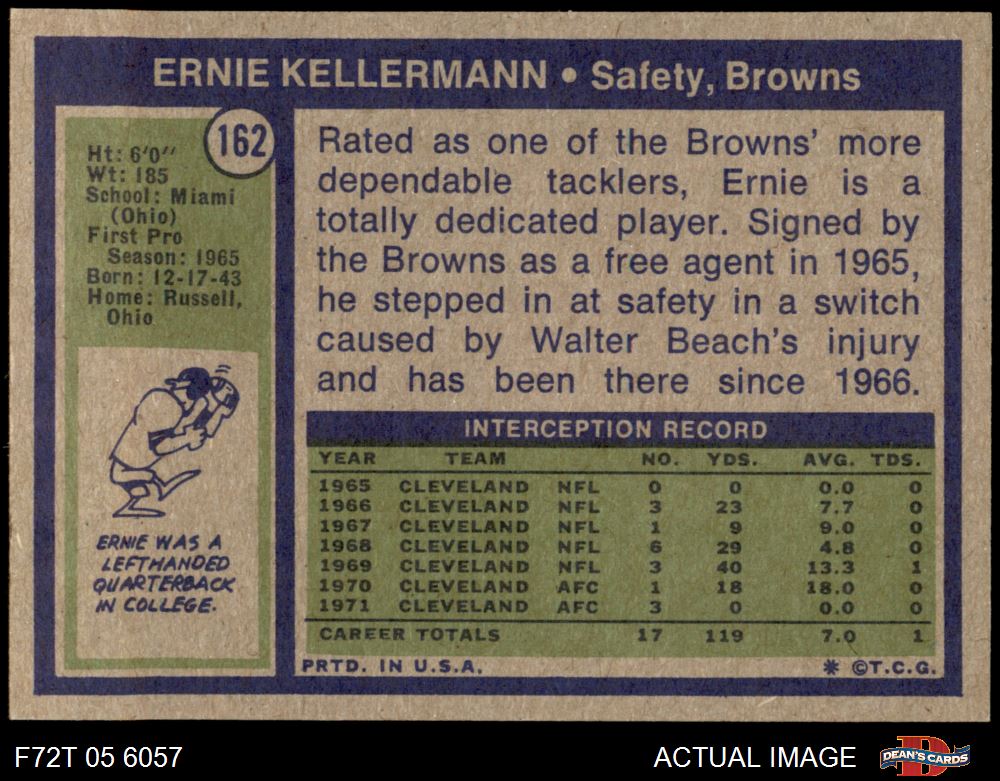 ERNIE KELLERMANN • Safety, Browns
162
Ht: 6'0"
Wt: 185
School: Miami
(Ohio)
First Pro
Season: 1965
Born: 12-17-43
Home: Russell,
Ohio
ERNIE WAS A
LEFTHANDED
QUARTERBACK
IN COLLEGE.
Rated as one of the Browns' more
dependable tacklers, Ernie is a
totally dedicated player. Signed by
the Browns as a free agent in 1965,
he stepped in at safety in a switch
caused by Walter Beach's injury
and has been there since 1966.
INTERCEPTION RECORD
YEAR TEAM NO. YDS. AVG. TDS.
1965 CLEVELAND NFL 0 0 0.0 0
1966 CLEVELAND NFL 3 23 7.7 0
1967 CLEVELAND NFL 1 9 9.0 0
1968 CLEVELAND NFL 6 29 4.8 0
1969 CLEVELAND NFL 3 40 13.3 1
1970 CLEVELAND AFC 1 18 18.0 0
1971 CLEVELAND AFC 3 0 0.0 0
CAREER TOTALS 17 119 7.0 1
PRTD. IN U.S.A. * ©T.C.G.
F72T 05 6057 ACTUAL IMAGE DEAN'S CARDS